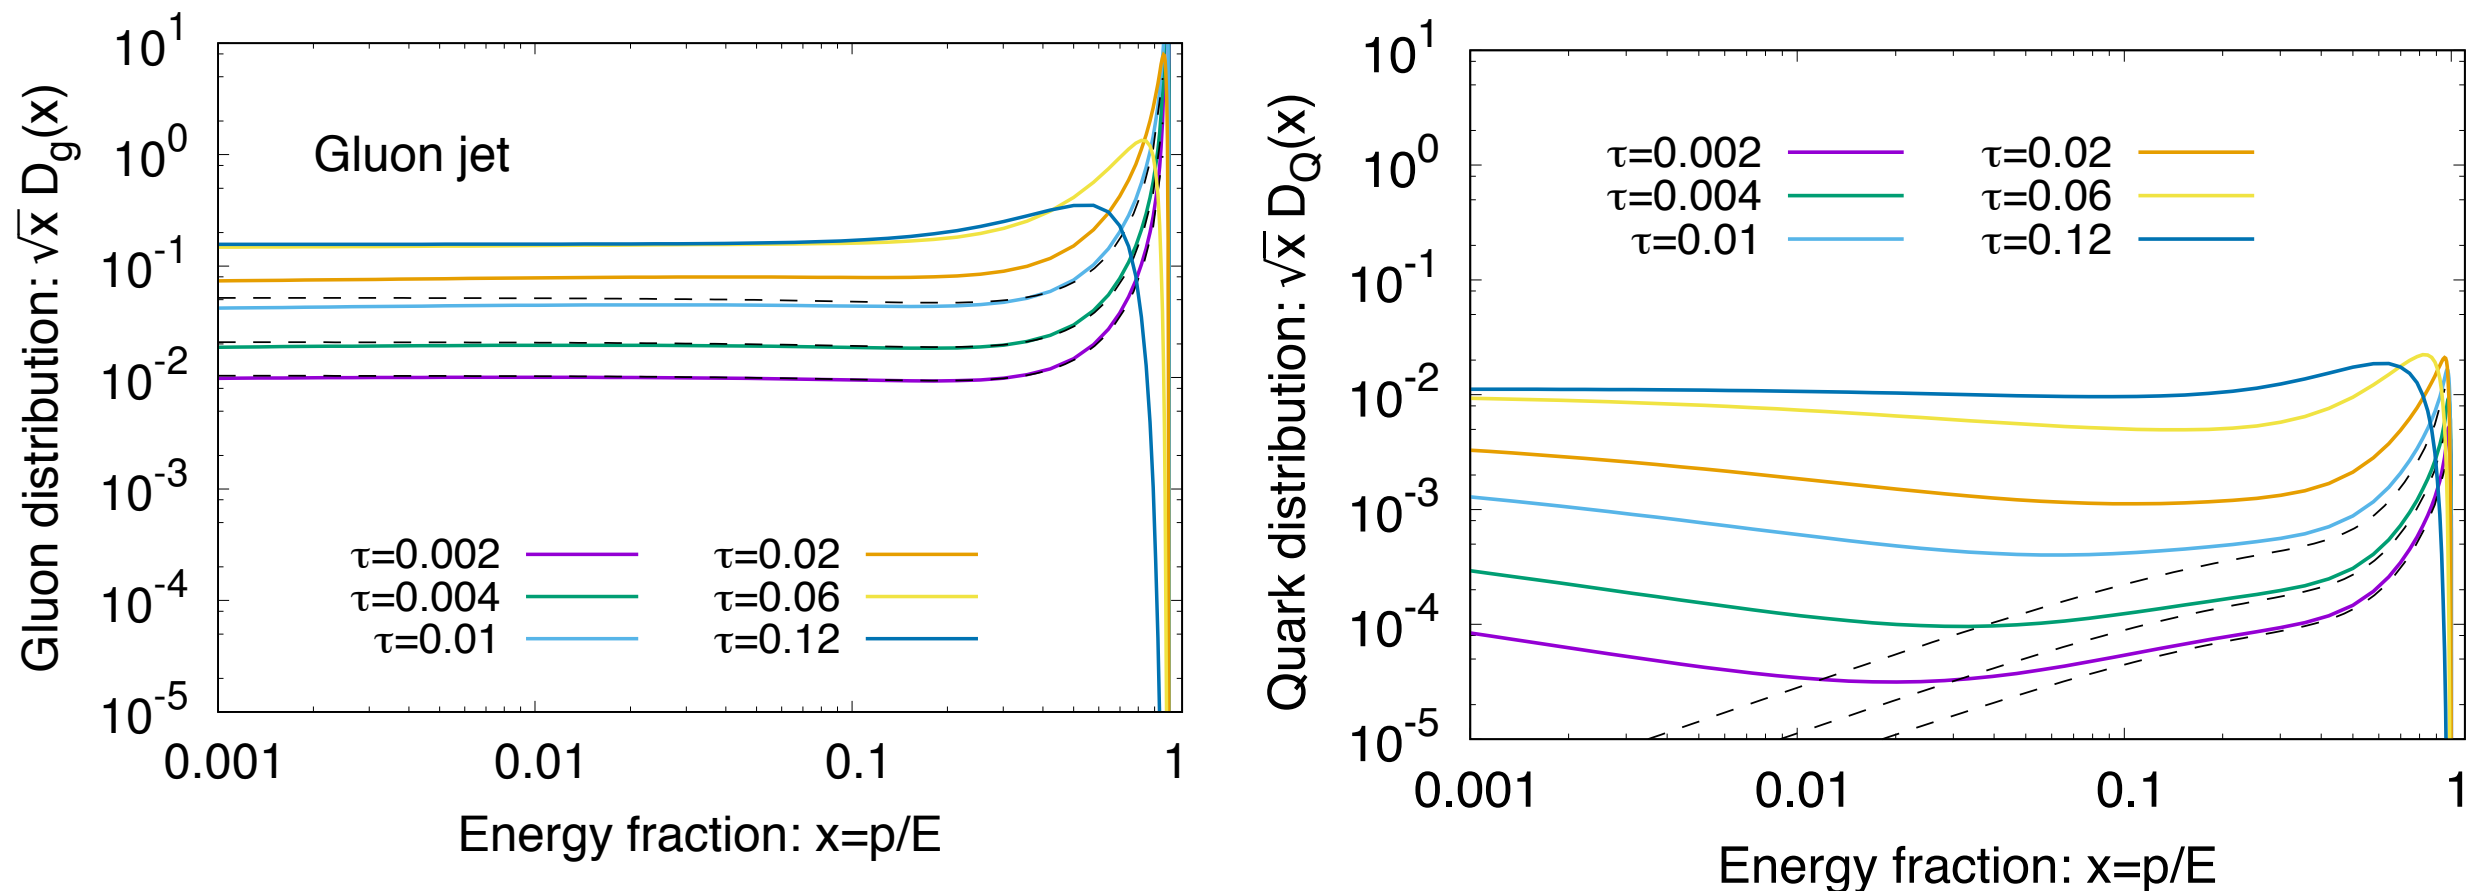 Gluon distribution: √x D_g(x)
10^1
10^0
10^-1
10^-2
10^-3
10^-4
10^-5
Gluon jet
τ=0.002 τ=0.02
τ=0.004 τ=0.06
τ=0.01 τ=0.12
0.001 0.01 0.1 1
Energy fraction: x=p/E
Quark distribution: √x D_Q(x)
10^1
10^0
10^-1
10^-2
10^-3
10^-4
10^-5
τ=0.002 τ=0.02
τ=0.004 τ=0.06
τ=0.01 τ=0.12
0.001 0.01 0.1 1
Energy fraction: x=p/E